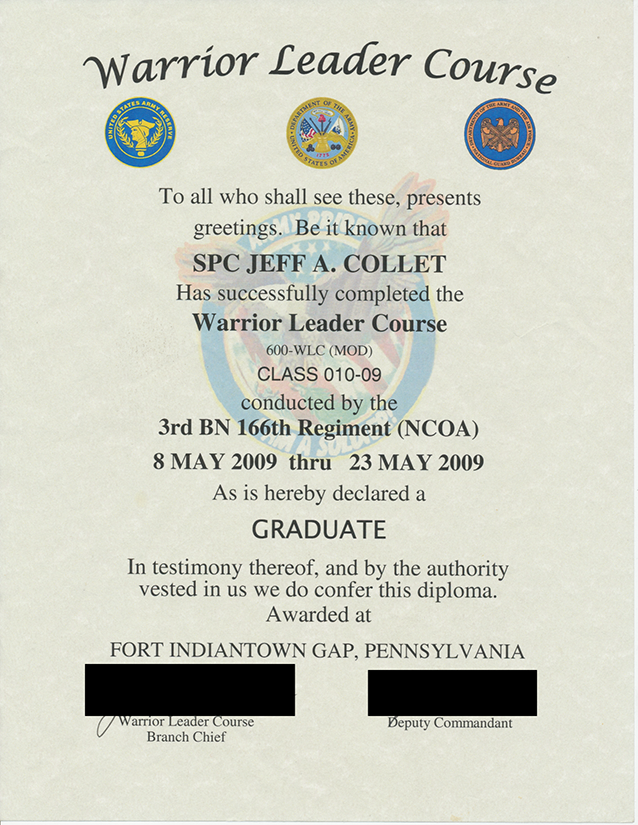 Warrior Leader Course
UNITED STATES ARMY RESERVE
DEPARTMENT OF THE ARMY
UNITED STATES OF AMERICA
1775
To all who shall see these, presents
greetings. Be it known that
SPC JEFF A. COLLET
Has successfully completed the
Warrior Leader Course
600-WLC (MOD)
CLASS 010-09
conducted by the
3rd BN 166th Regiment (NCOA)
8 MAY 2009 thru 23 MAY 2009
As is hereby declared a
GRADUATE
In testimony thereof, and by the authority
vested in us we do confer this diploma.
Awarded at
FORT INDIANTOWN GAP, PENNSYLVANIA
Warrior Leader Course
Branch Chief
Deputy Commandant